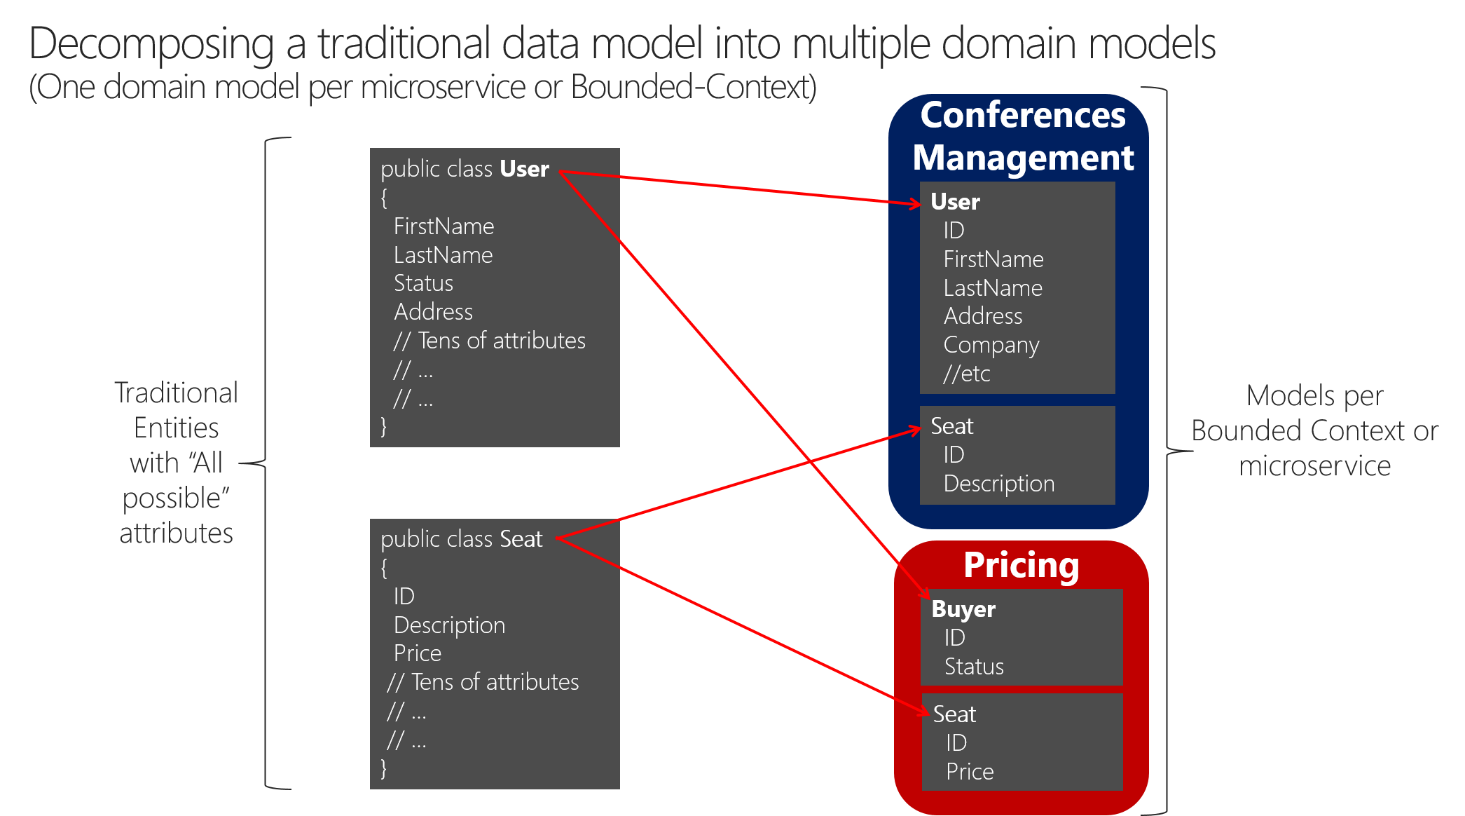 Decomposing a traditional data model into multiple domain models
(One domain model per microservice or Bounded-Context)
Traditional
Entities
with “All
possible”
attributes
public class User
{
FirstName
LastName
Status
Address
// Tens of attributes
// ...
// ...
}
public class Seat
{
ID
Description
Price
// Tens of attributes
// ...
// ...
}
Conferences
Management
User
ID
FirstName
LastName
Address
Company
//etc
Seat
ID
Description
Pricing
Buyer
ID
Status
Seat
ID
Price
Models per
Bounded Context or
microservice